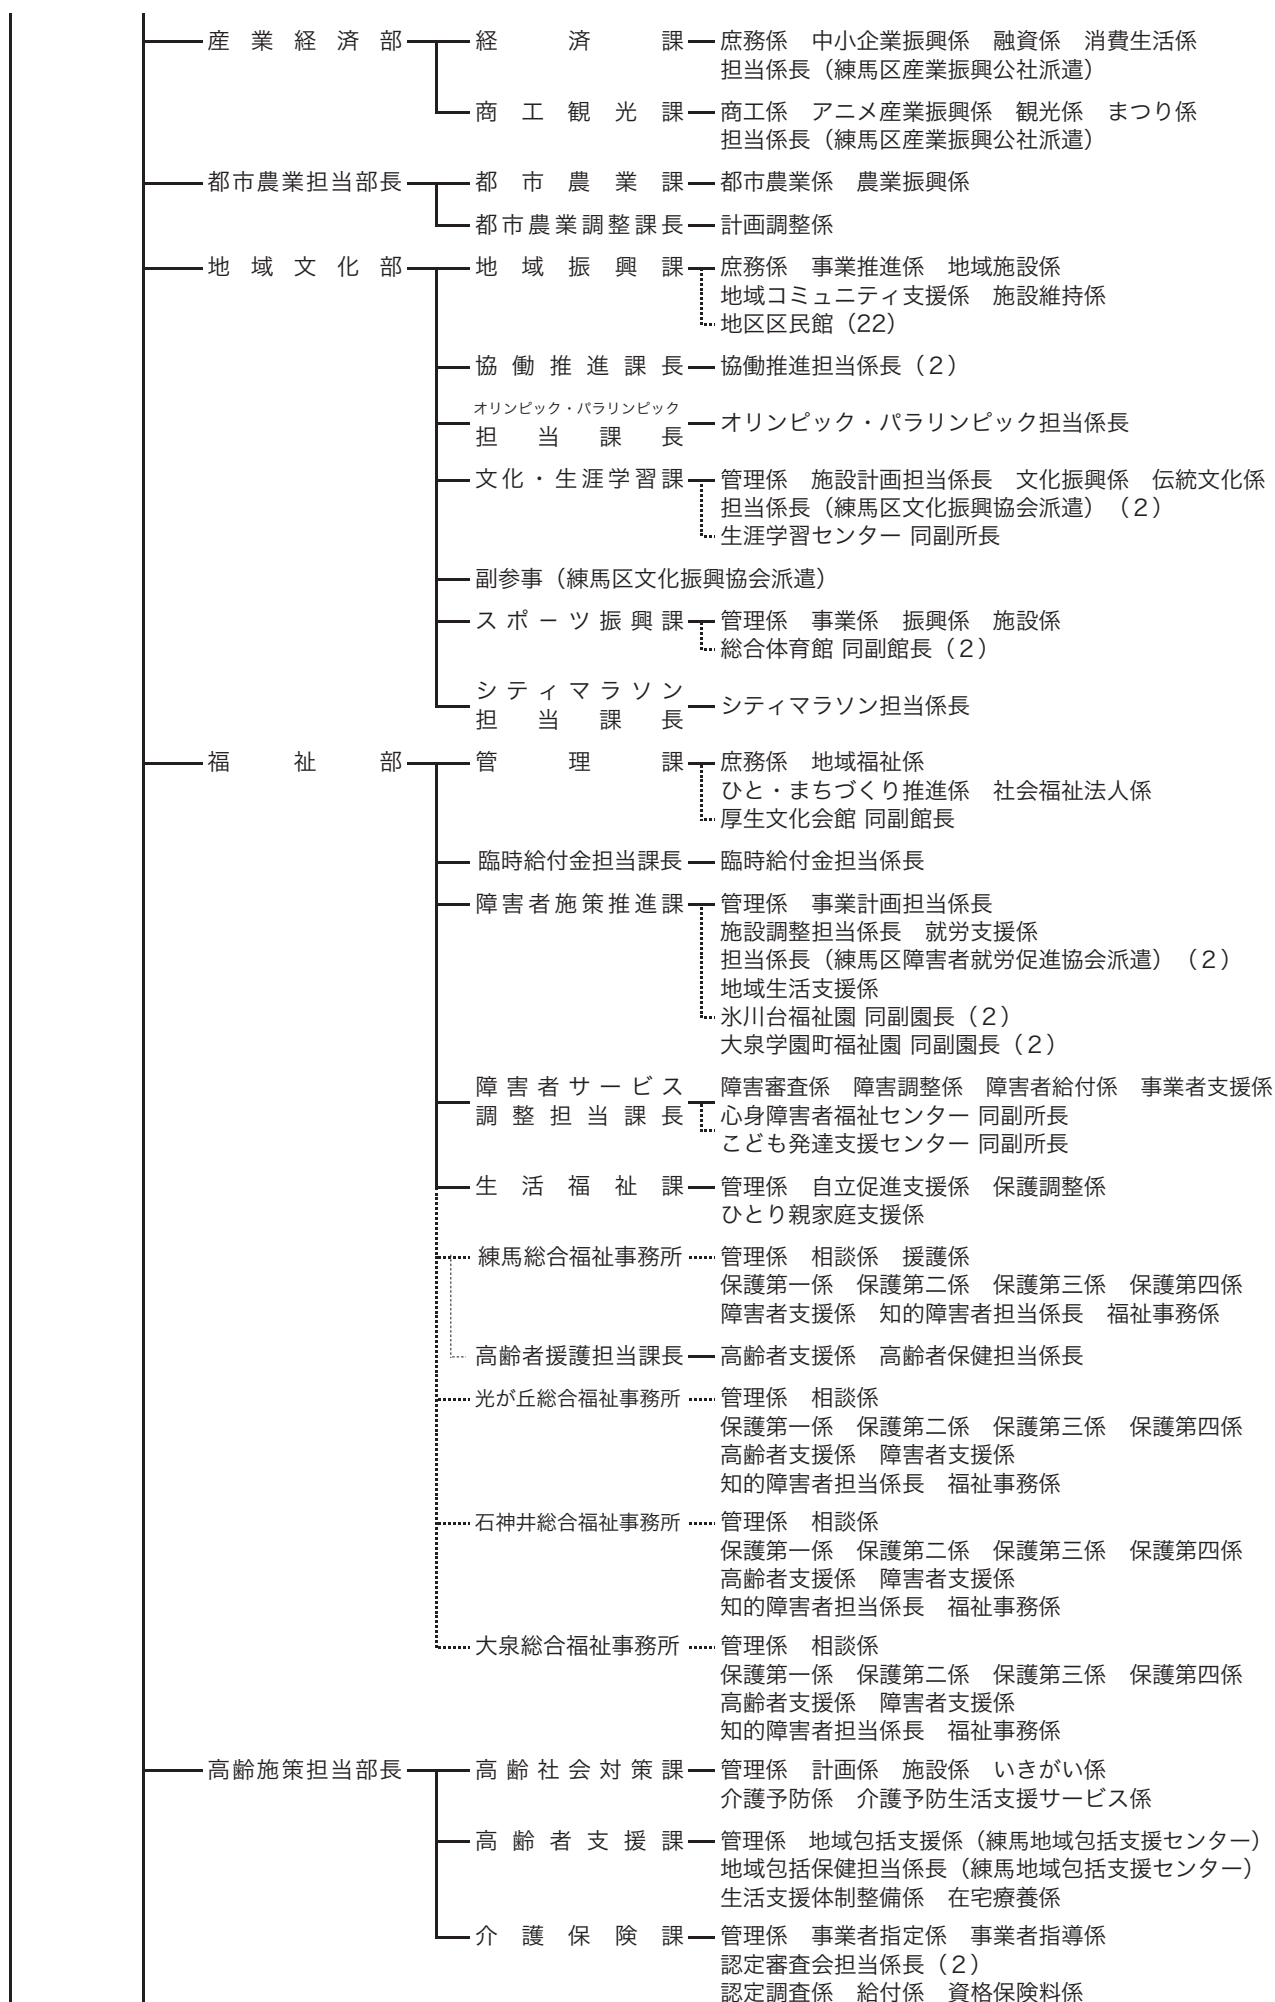 産業経済部 経済課 庶務係 中小企業振興係 融資係 消費生活係
担当係長（練馬区産業振興公社派遣）
商工観光課 商工係 アニメ産業振興係 観光係 まつり係
担当係長（練馬区産業振興公社派遣）
都市農業担当部長 都市農業課 都市農業係 農業振興係
都市農業調整課長 計画調整係
地域文化部 地域振興課 庶務係 事業推進係 地域施設係
地域コミュニティ支援係 施設維持係
地区区民館（22）
協働推進課長 協働推進担当係長（２）
オリンピック・パラリンピック
担当課長 オリンピック・パラリンピック担当係長
文化・生涯学習課 管理係 施設計画担当係長 文化振興係 伝統文化係
担当係長（練馬区文化振興協会派遣）（２）
生涯学習センター 同副所長
副参事（練馬区文化振興協会派遣）
スポーツ振興課 管理係 事業係 振興係 施設係
総合体育館 同副館長（２）
シティマラソン
担当課長 シティマラソン担当係長
福祉部 管理課 庶務係 地域福祉係
ひと・まちづくり推進係 社会福祉法人係
厚生文化会館 同副館長
臨時給付金担当課長 臨時給付金担当係長
障害者施策推進課 管理係 事業計画担当係長
施設調整担当係長 就労支援係
担当係長（練馬区障害者就労促進協会派遣）（２）
地域生活支援係
氷川台福祉園 同副園長（２）
大泉学園町福祉園 同副園長（２）
障害者サービス 障害審査係 障害調整係 障害者給付係 事業者支援係
調整担当課長 心身障害者福祉センター 同副所長
こども発達支援センター 同副所長
生活福祉課 管理係 自立促進支援係 保護調整係
ひとり親家庭支援係
練馬総合福祉事務所 管理係 相談係 援護係
保護第一係 保護第二係 保護第三係 保護第四係
障害者支援係 知的障害者担当係長 福祉事務係
高齢者援護担当課長 高齢者支援係 高齢者保健担当係長
光が丘総合福祉事務所 管理係 相談係
保護第一係 保護第二係 保護第三係 保護第四係
高齢者支援係 障害者支援係
知的障害者担当係長 福祉事務係
石神井総合福祉事務所 管理係 相談係
保護第一係 保護第二係 保護第三係 保護第四係
高齢者支援係 障害者支援係
知的障害者担当係長 福祉事務係
大泉総合福祉事務所 管理係 相談係
保護第一係 保護第二係 保護第三係 保護第四係
高齢者支援係 障害者支援係
知的障害者担当係長 福祉事務係
高齢施策担当部長 高齢社会対策課 管理係 計画係 施設係 いきがい係
介護予防係 介護予防生活支援サービス係
高齢者支援課 管理係 地域包括支援係（練馬地域包括支援センター）
地域包括保健担当係長（練馬地域包括支援センター）
生活支援体制整備係 在宅療養係
介護保険課 管理係 事業者指定係 事業者指導係
認定審査会担当係長（２）
認定調査係 給付係 資格保険料係